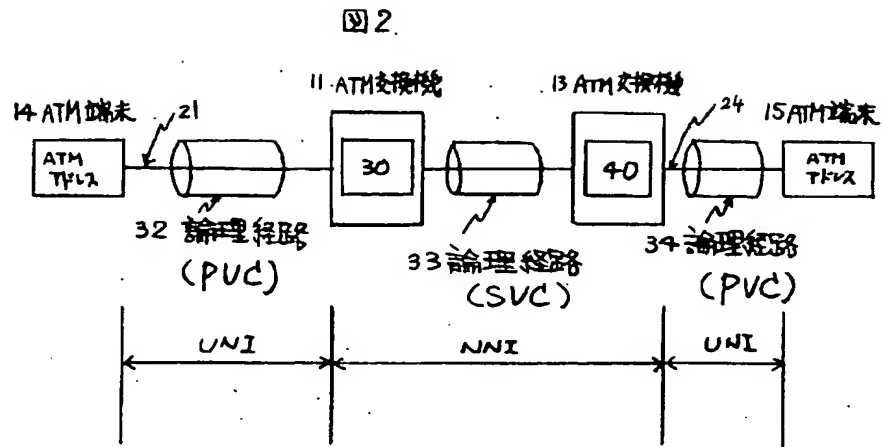 図2.
11 ATM交換機
13 ATM交換機
14 ATM端末
21
24
15 ATM端末
ATM
アドレス
30
40
ATM
アドレス
32 論理経路
(PVC)
33 論理経路
(SVC)
34 論理経路
(PVC)
UNI
NNI
UNI